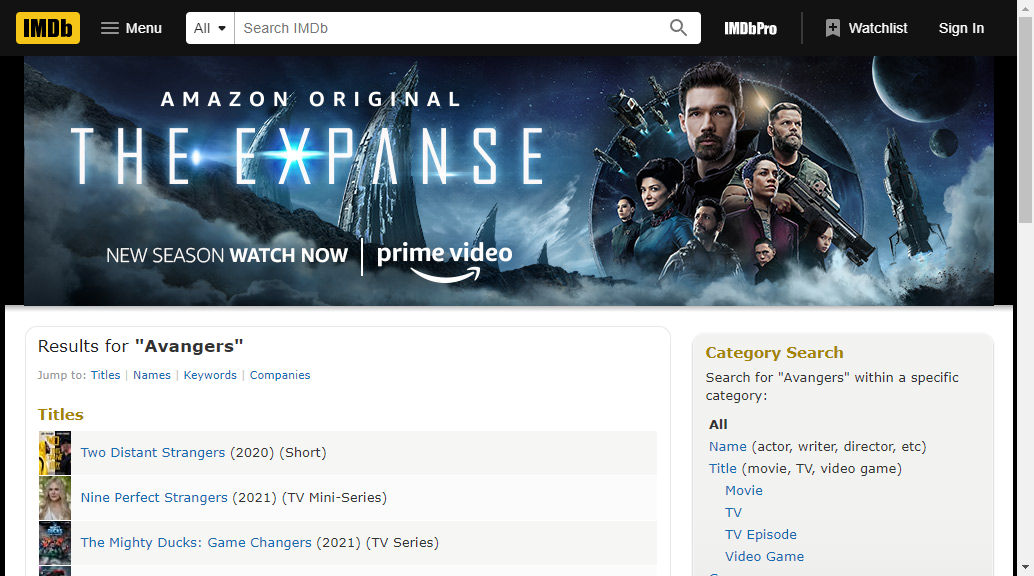 IMDb
Menu
All
Search IMDb
IMDbPro
Watchlist
Sign In
AMAZON ORIGINAL
THE EXPANSE
NEW SEASON WATCH NOW
prime video
Results for "Avangers"
Jump to: Titles | Names | Keywords | Companies
Titles
Two Distant Strangers (2020) (Short)
Nine Perfect Strangers (2021) (TV Mini-Series)
The Mighty Ducks: Game Changers (2021) (TV Series)
Category Search
Search for "Avangers" within a specific
category:
All
Name (actor, writer, director, etc)
Title (movie, TV, video game)
Movie
TV
TV Episode
Video Game